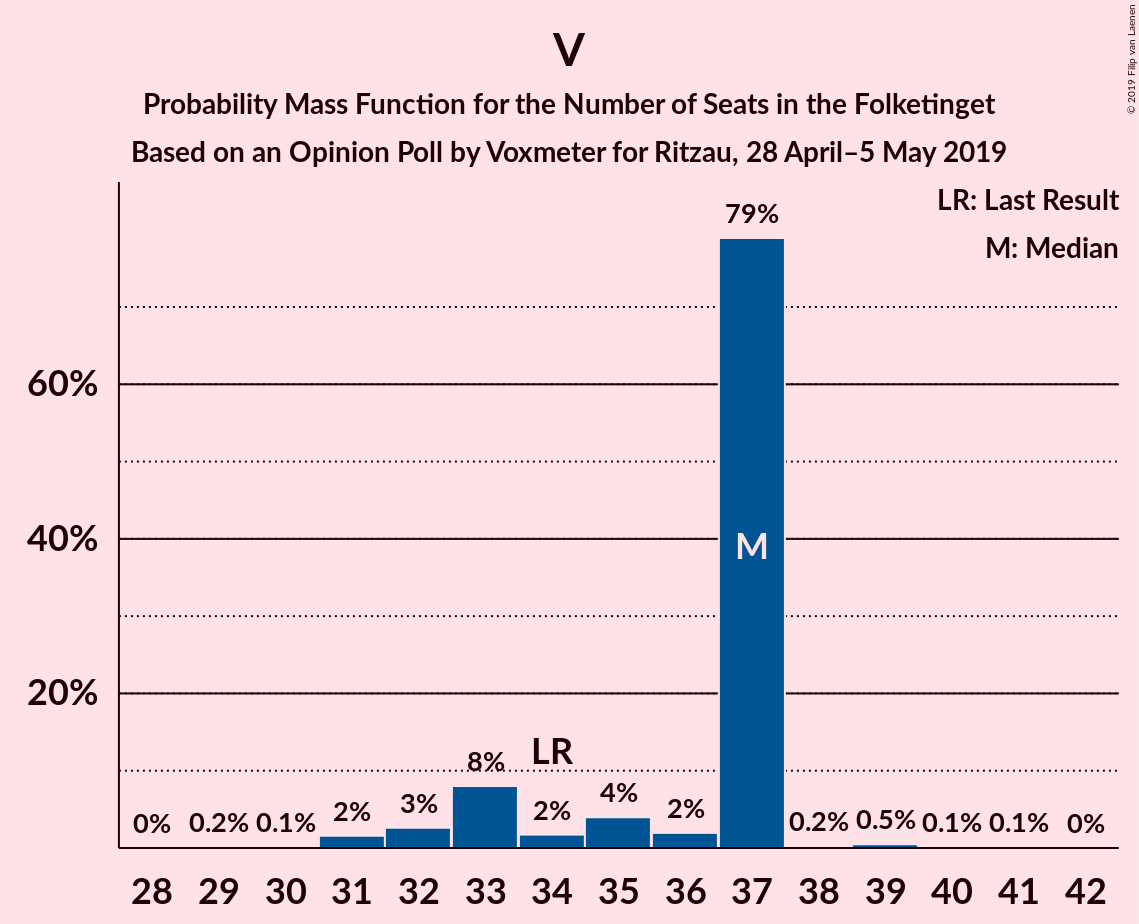 V
Probability Mass Function for the Number of Seats in the Folketinget
Based on an Opinion Poll by Voxmeter for Ritzau, 28 April–5 May 2019
© 2019 Filip van Laenen
LR: Last Result
M: Median
79%
60%
40%
M
20%
LR
8%
4%
2%
3%
2%
2%
0%
0.2%
0.1%
0.2%
0.5%
0.1%
0.1%
0%
28 29 30 31 32 33 34 35 36 37 38 39 40 41 42